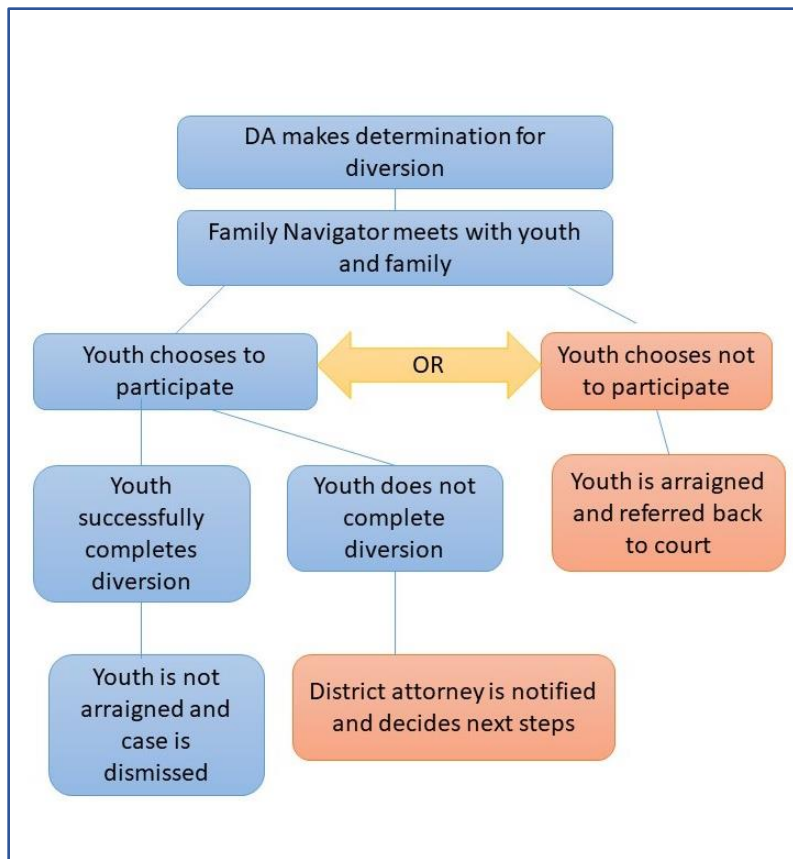 DA makes determination for
diversion
Family Navigator meets with youth
and family
Youth chooses to
participate
OR
Youth chooses not
to participate
Youth
successfully
completes
diversion
Youth does not
complete
diversion
Youth is arraigned
and referred back
to court
Youth is not
arraigned and
case is
dismissed
District attorney is notified
and decides next steps